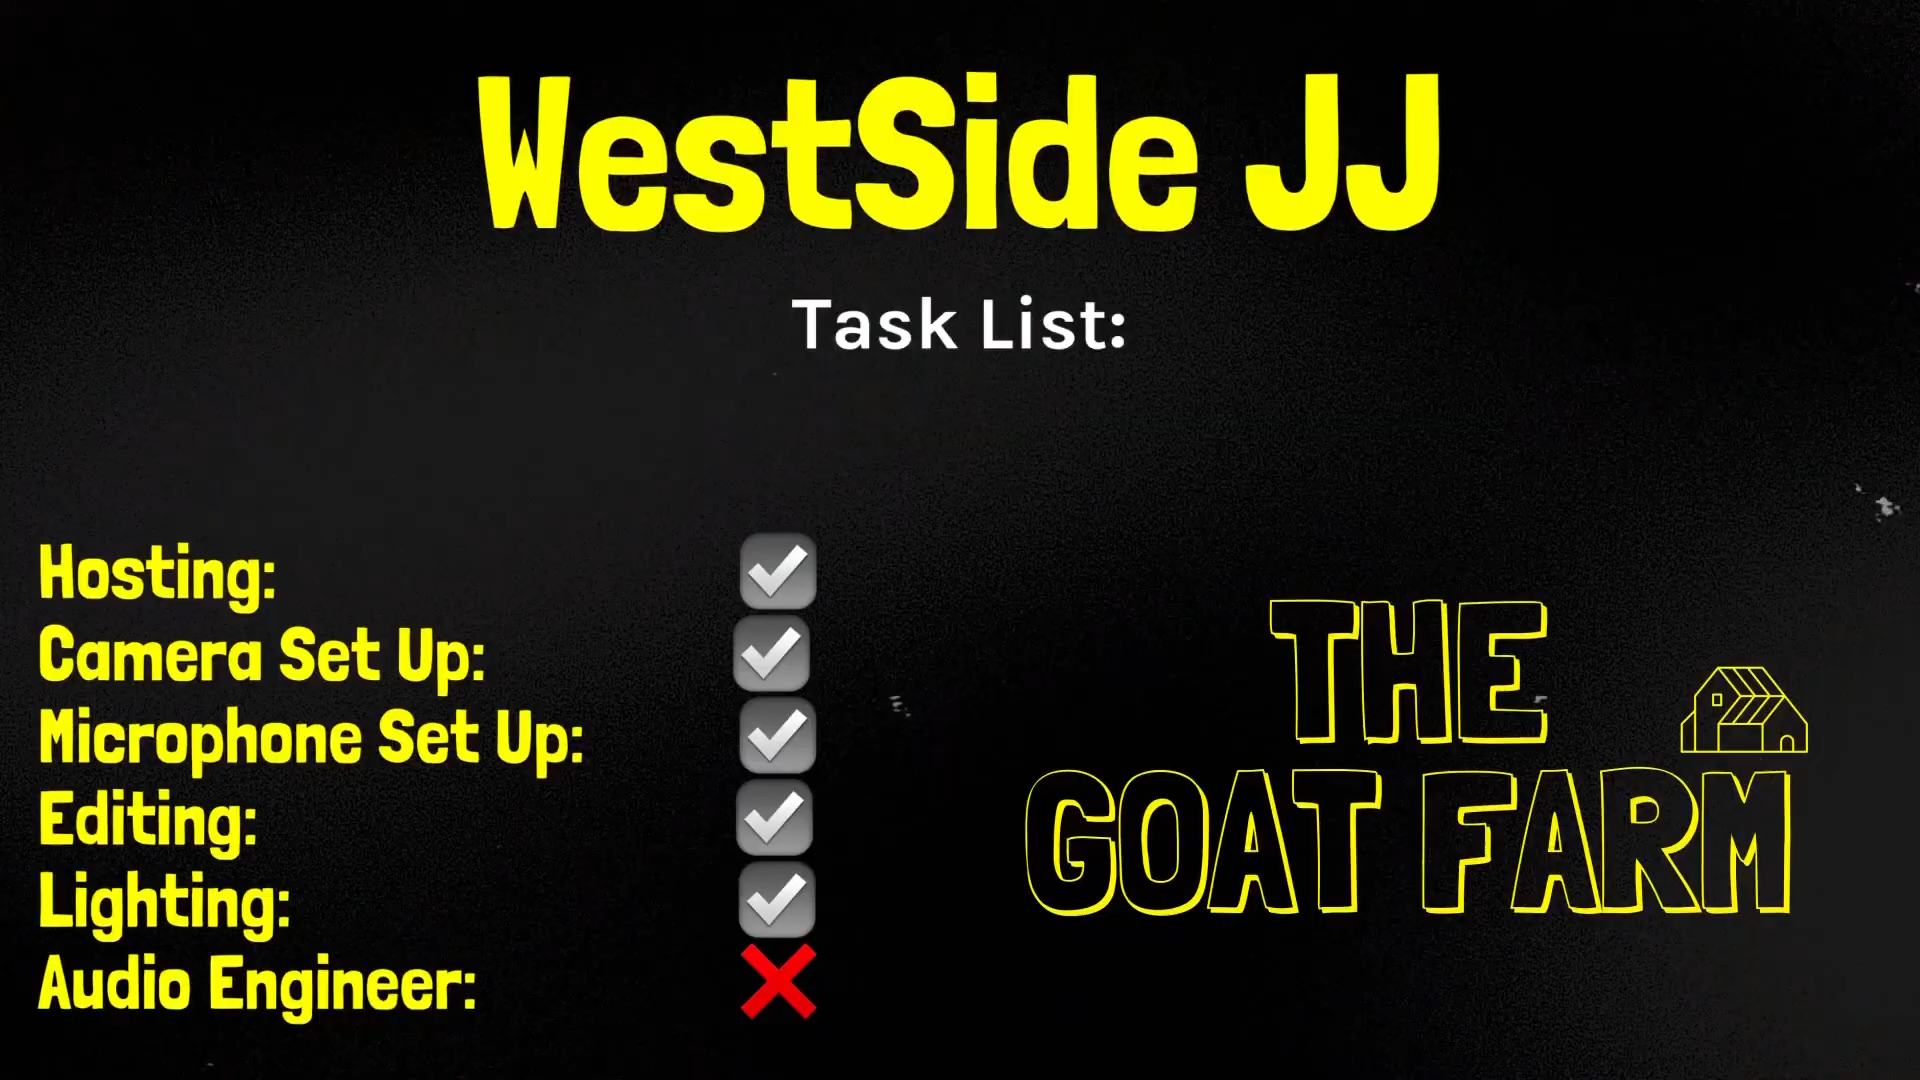 WestSide JJ
Task List:
Hosting:
Camera Set Up:
Microphone Set Up:
Editing:
Lighting:
Audio Engineer:
THE
GOAT FARM